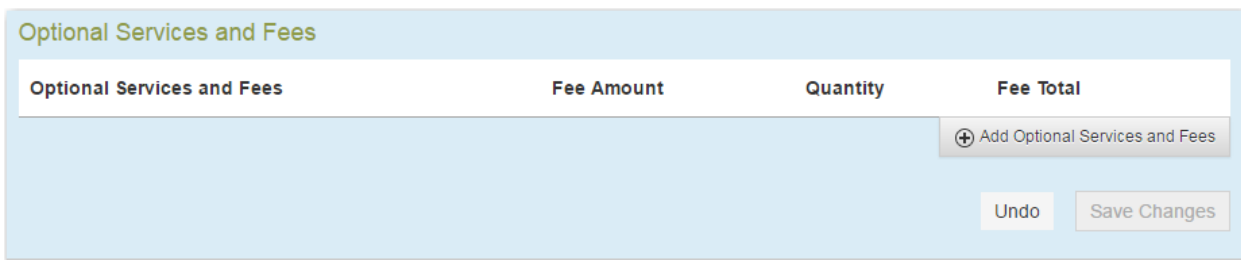 Optional Services and Fees
Optional Services and Fees Fee Amount Quantity Fee Total
Add Optional Services and Fees
Undo Save Changes